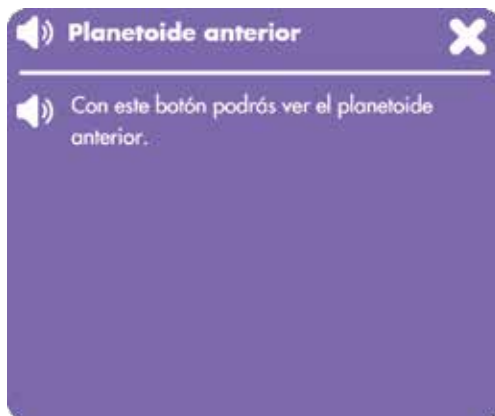 Planetoide anterior
Con este botón podrás ver el planetoide
anterior.